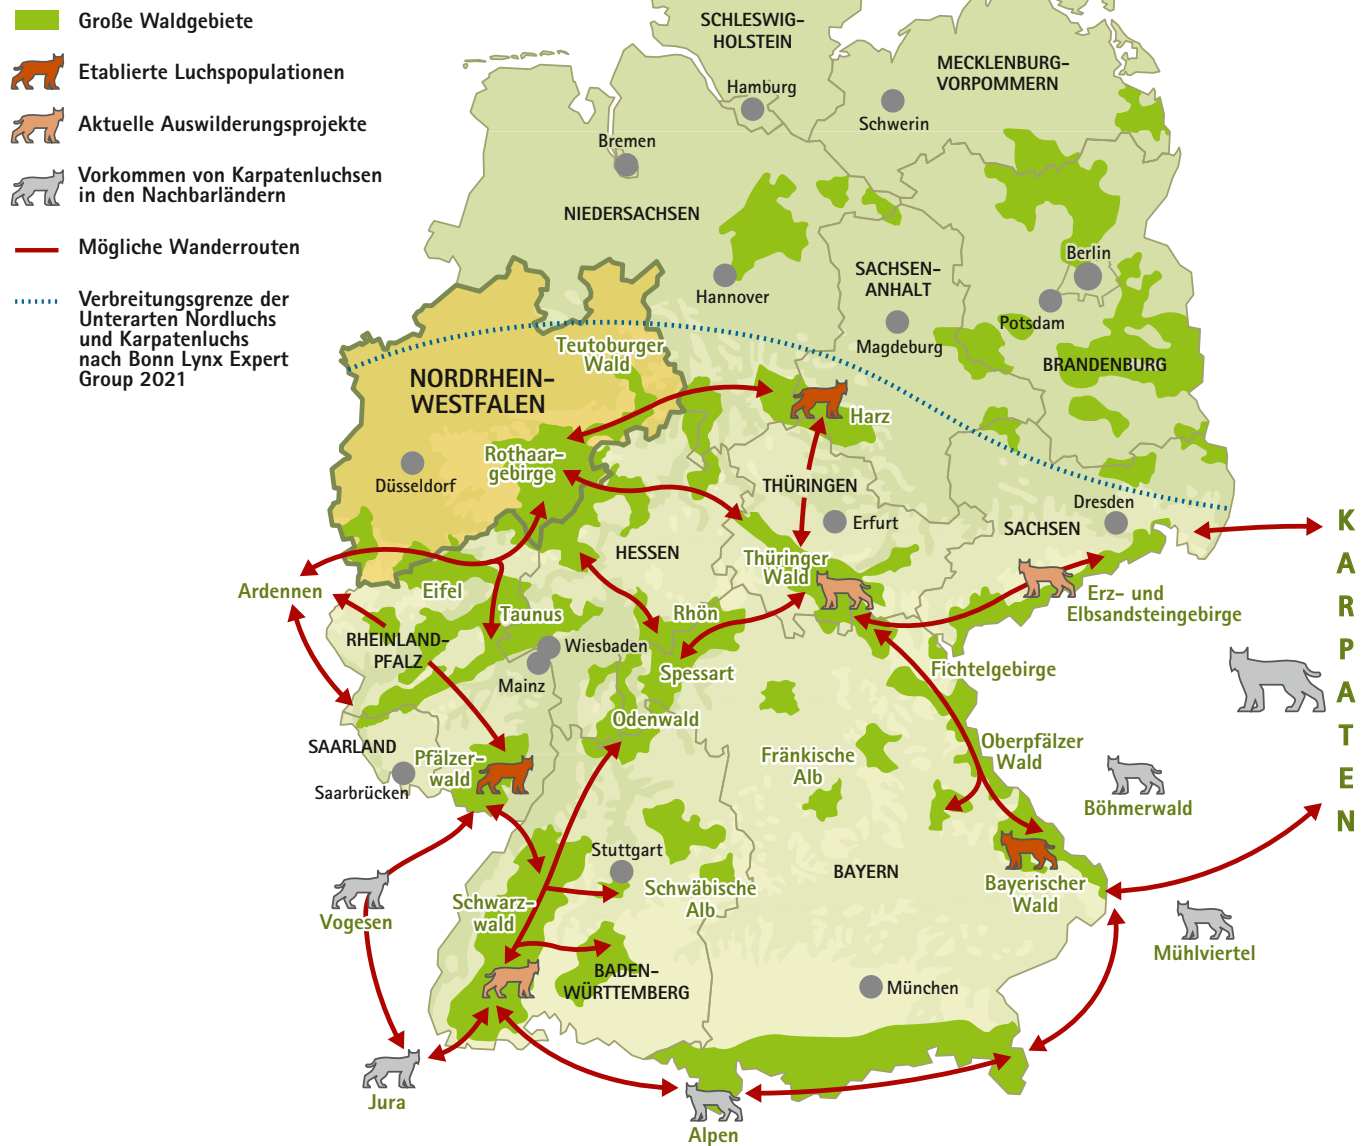 Große Waldgebiete
Etablierte Luchspopulationen
Aktuelle Auswilderungsprojekte
Vorkommen von Karpatenluchsen
in den Nachbarländern
Mögliche Wanderrouten
Verbreitungsgrenze der
Unterarten Nordluchs
und Karpatenluchs
nach Bonn Lynx Expert
Group 2021
SCHLESWIG-
HOLSTEIN
MECKLENBURG-
VORPOMMERN
Hamburg
Schwerin
Bremen
NIEDERSACHSEN
Hannover
SACHSEN-
ANHALT
Magdeburg
Berlin
Potsdam
BRANDENBURG
Teutoburger
Wald
NORDRHEIN-
WESTFALEN
Harz
Rothaar-
gebirge
Düsseldorf
THÜRINGEN
Erfurt
Dresden
SACHSEN
HESSEN
Thüringer
Wald
Erz- und
Elbsandsteingebirge
Ardennen
Eifel
Taunus
Rhön
RHEINLAND-
PFALZ
Wiesbaden
Mainz
Spessart
Fichtelgebirge
Odenwald
SAARLAND
Saarbrücken
Pfälzer-
wald
Fränkische
Alb
Oberpfälzer
Wald
Böhmerwald
KARPATEN
Stuttgart
Schwäbische
Alb
BAYERN
Bayerischer
Wald
Vogesen
Schwarz-
wald
Mühlviertel
BADEN-
WÜRTTEMBERG
München
Jura
Alpen